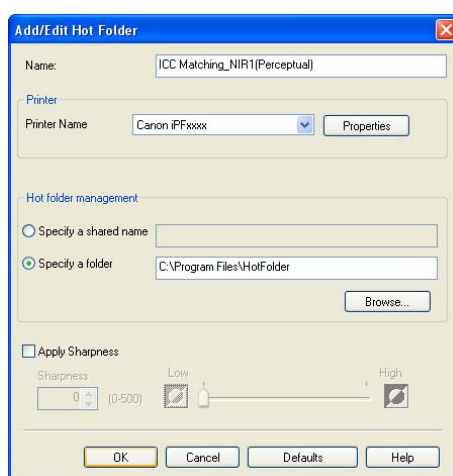 Add/Edit Hot Folder
Name:
ICC Matching_NIR1(Perceptual)
Printer
Printer Name
Canon iPFxxxx
Properties
Hot folder management
Specify a shared name
Specify a folder
C:\Program Files\HotFolder
Browse...
Apply Sharpness
Sharpness
Low
High
0
(0-500)
OK
Cancel
Defaults
Help